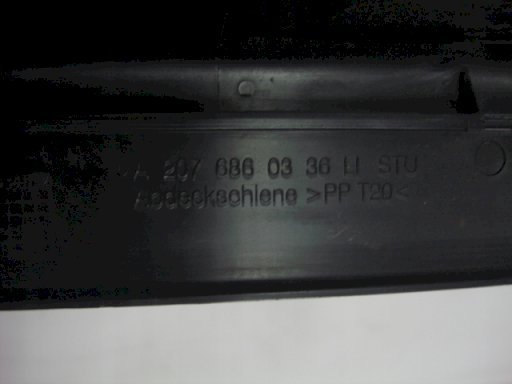 A 207 686 03 36 LI STU
Abdeckschiene >PP T20<